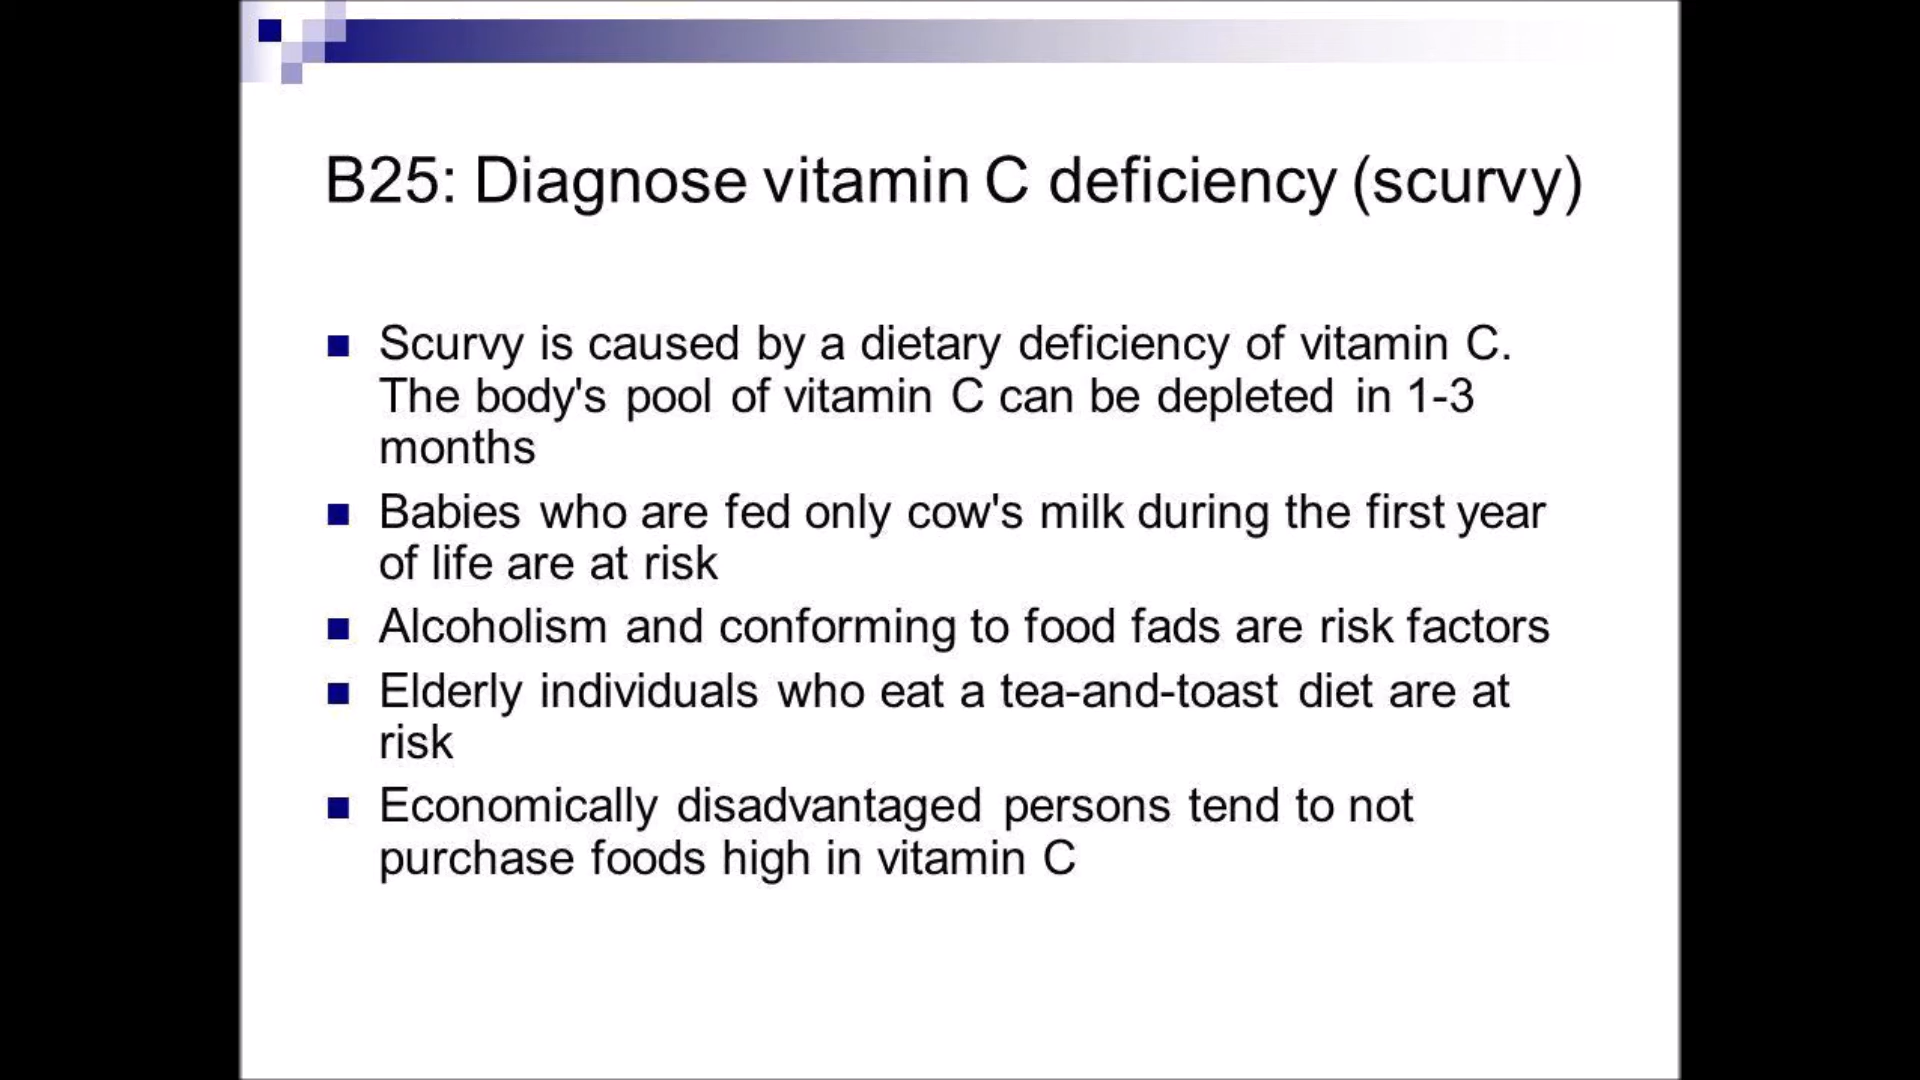 B25: Diagnose vitamin C deficiency (scurvy)
Scurvy is caused by a dietary deficiency of vitamin C.
The body's pool of vitamin C can be depleted in 1-3
months
Babies who are fed only cow's milk during the first year
of life are at risk
Alcoholism and conforming to food fads are risk factors
Elderly individuals who eat a tea-and-toast diet are at
risk
Economically disadvantaged persons tend to not
purchase foods high in vitamin C